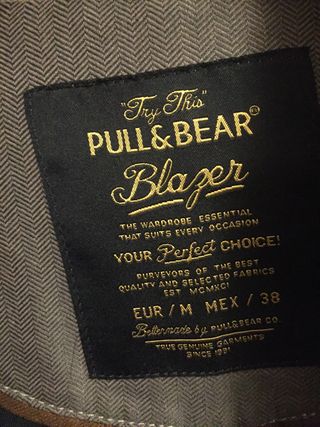 "Try This"
PULL&BEAR®
Blazer
THE WARDROBE ESSENTIAL
THAT SUITS EVERY OCCASION
YOUR Perfect CHOICE!
PURVEYORS OF THE BEST
QUALITY AND SELECTED FABRICS
EST MCMXCI
EUR / M MEX / 38
Bettermade by PULL&BEAR CO.
TRUE GENUINE GARMENTS
SINCE 1991